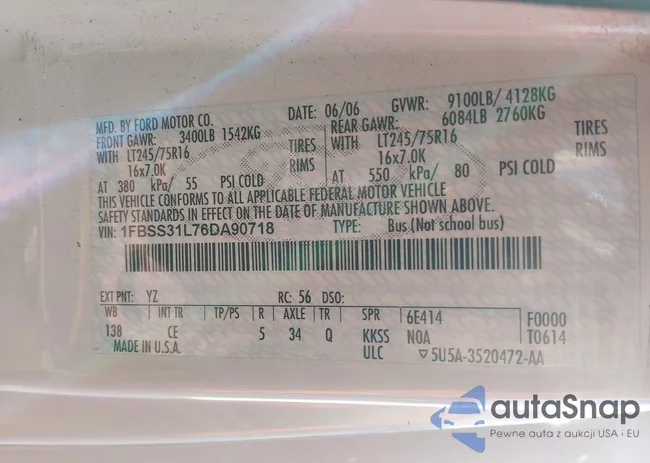 MFD. BY FORD MOTOR CO. DATE: 06/06 GVWR: 9100LB/ 4128KG
FRONT GAWR: 3400LB 1542KG REAR GAWR: 6084LB 2760KG
WITH LT245/75R16 TIRES WITH LT245/75R16 TIRES
16x7.0K RIMS 16x7.0K RIMS
AT 380 kPa/ 55 PSI COLD AT 550 kPa/ 80 PSI COLD
THIS VEHICLE CONFORMS TO ALL APPLICABLE FEDERAL MOTOR VEHICLE
SAFETY STANDARDS IN EFFECT ON THE DATE OF MANUFACTURE SHOWN ABOVE.
VIN: 1FBSS31L76DA90718 TYPE: Bus (Not school bus)
EXT PNT: YZ RC: 56 DSO:
WB INT TR TP/PS R AXLE TR SPR 6E414 F0000
138 CE 5 34 Q KKSS NOA T0614
MADE IN U.S.A. ULC ▽5U5A-3520472-AA
autaSnap
Pewne auta z aukcji USA i EU